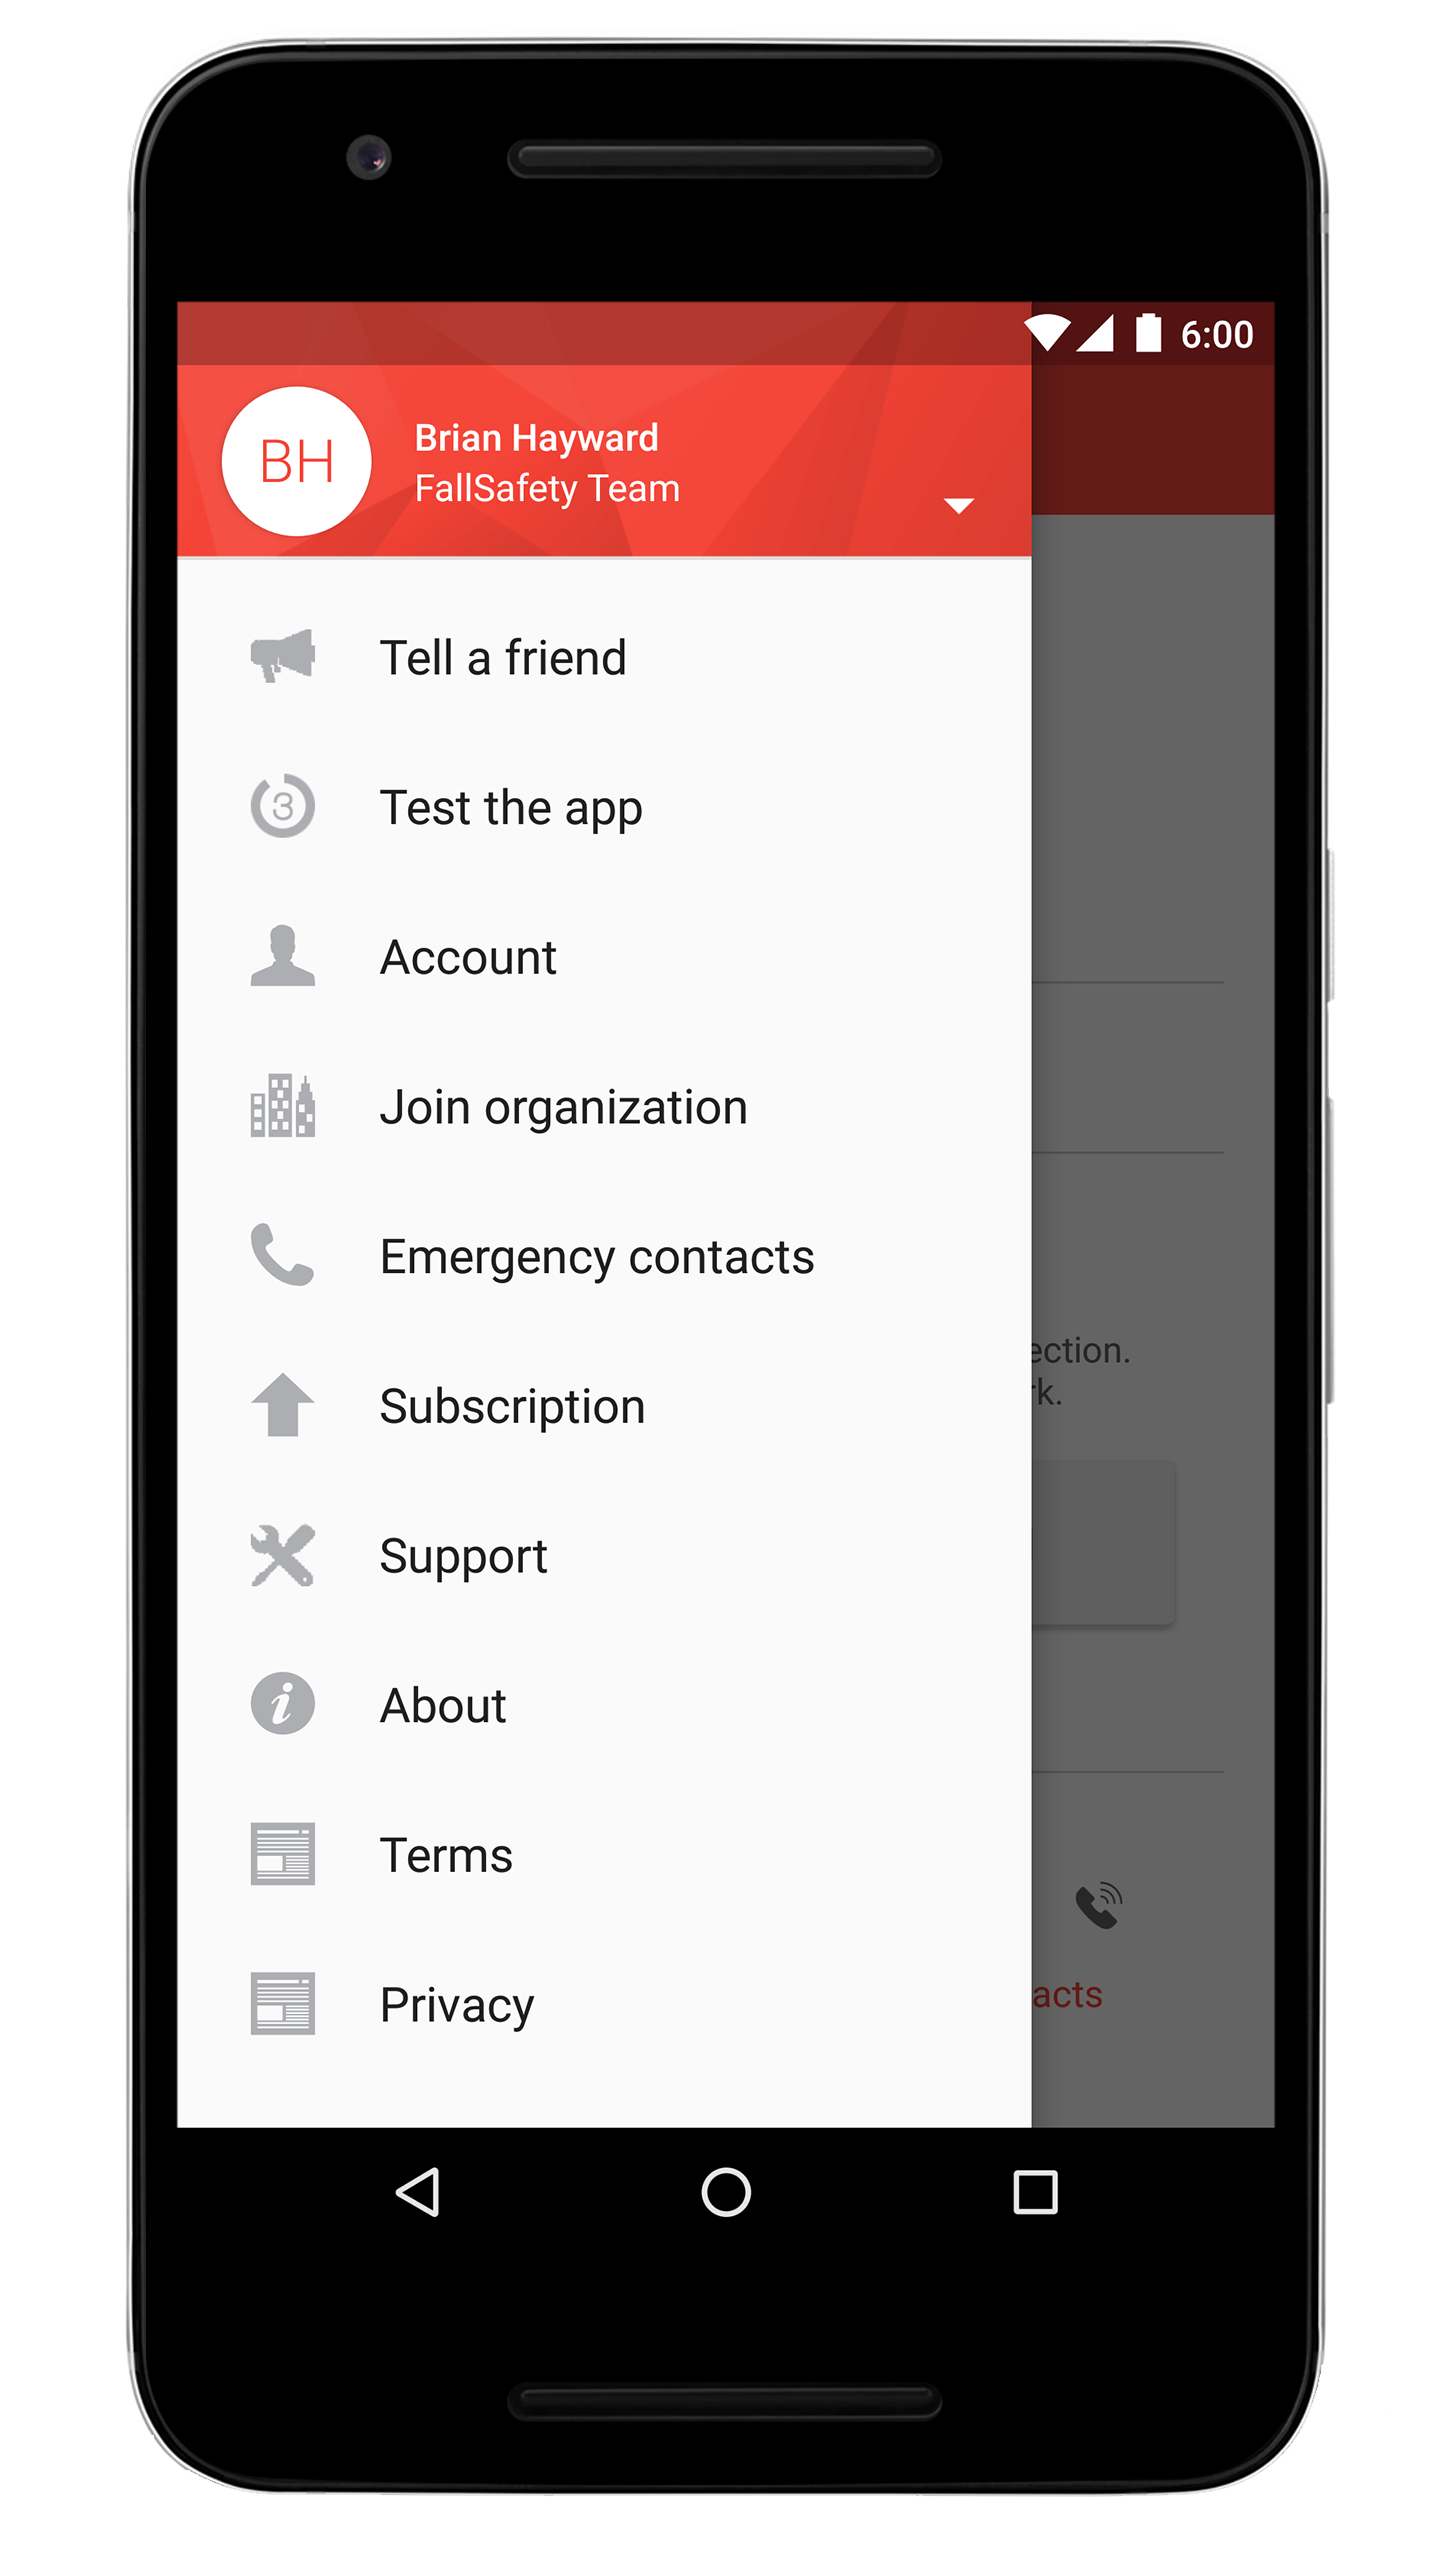 6:00
BH
Brian Hayward
FallSafety Team
Tell a friend
3
Test the app
Account
Join organization
Emergency contacts
ection.
rk.
Subscription
Support
About
Terms
acts
Privacy